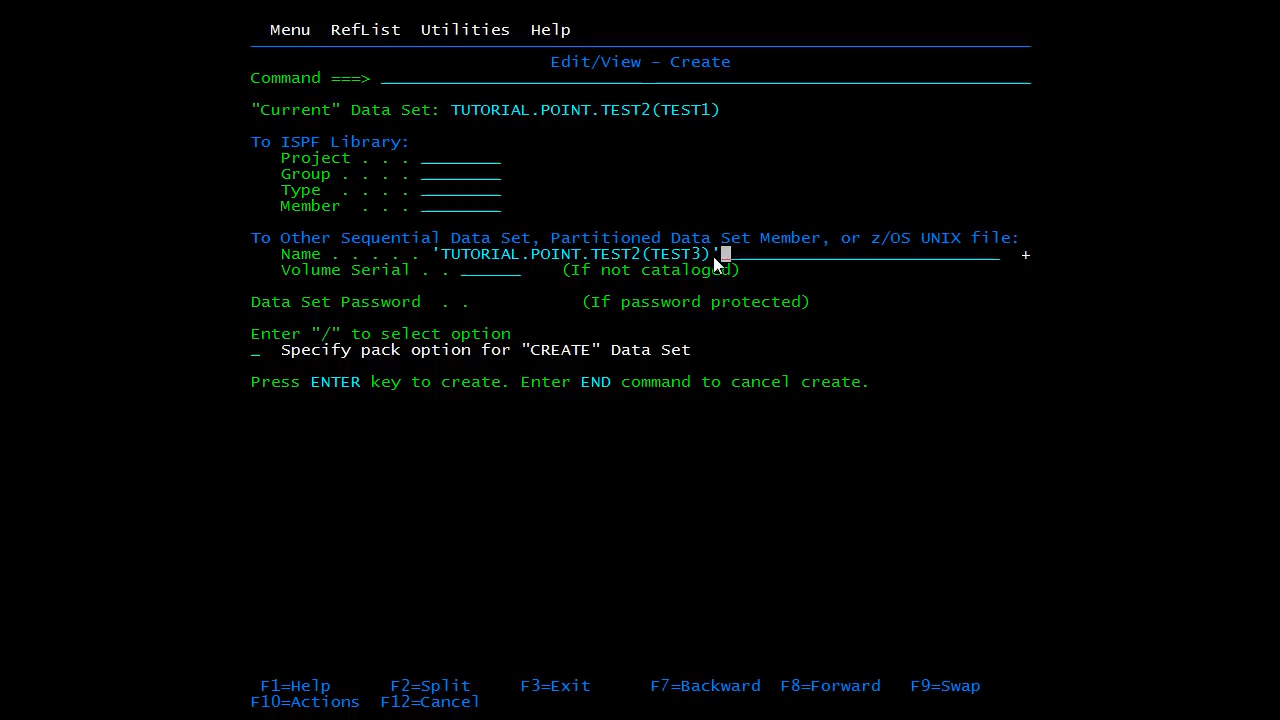 Menu  RefList  Utilities  Help
Edit/View - Create
Command ===>
"Current" Data Set: TUTORIAL.POINT.TEST2(TEST1)
To ISPF Library:
Project . . .
Group . . . .
Type  . . . .
Member  . . .
To Other Sequential Data Set, Partitioned Data Set Member, or z/OS UNIX file:
Name . . . . . 'TUTORIAL.POINT.TEST2(TEST3)' +
Volume Serial . .    (If not cataloged)
Data Set Password  . .    (If password protected)
Enter "/" to select option
_  Specify pack option for "CREATE" Data Set
Press ENTER key to create. Enter END command to cancel create.
F1=Help  F2=Split  F3=Exit  F7=Backward  F8=Forward  F9=Swap
F10=Actions  F12=Cancel